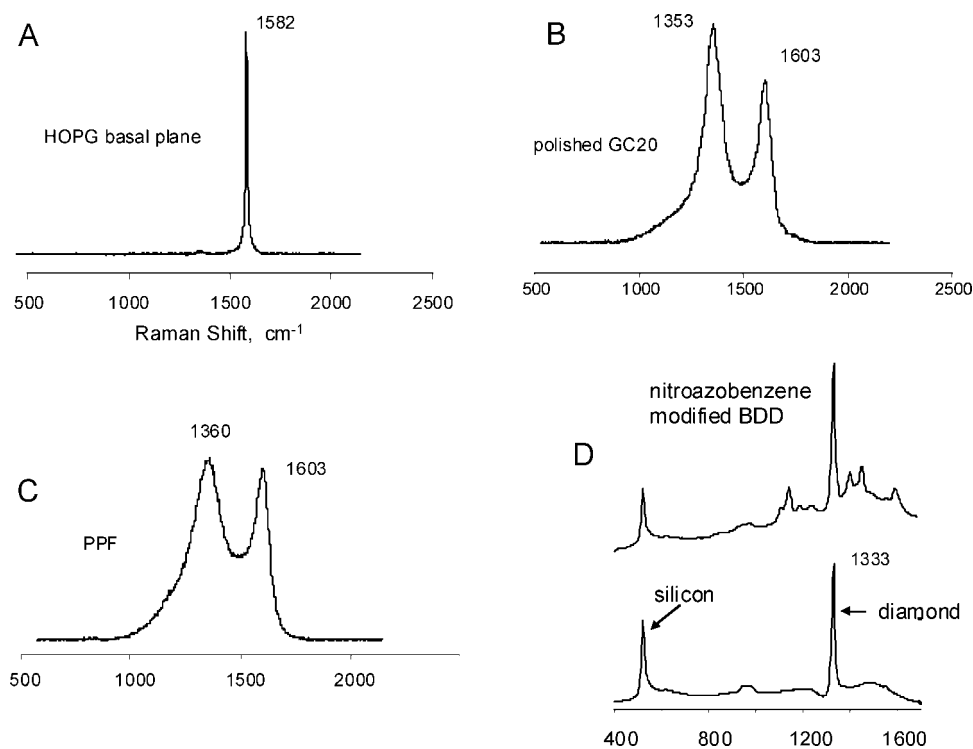 A
1582
HOPG basal plane
500 1000 1500 2000 2500
Raman Shift, cm-1
B
1353
1603
polished GC20
500 1000 1500 2000 2500
C
1360
1603
PPF
500 1000 1500 2000
D
nitroazobenzene
modified BDD
1333
silicon
diamond
400 800 1200 1600